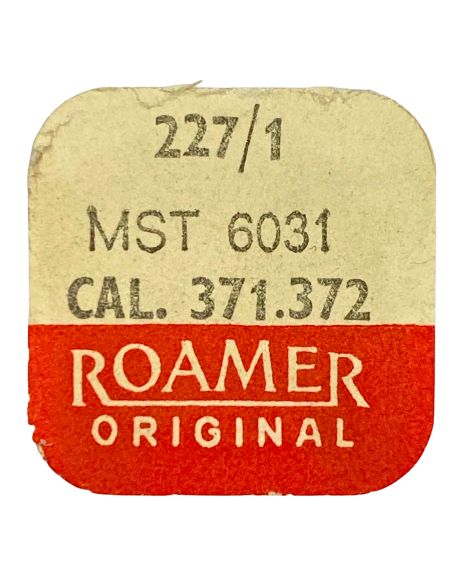 227/1
MST 6031
CAL. 371.372
ROAMER
ORIGINAL